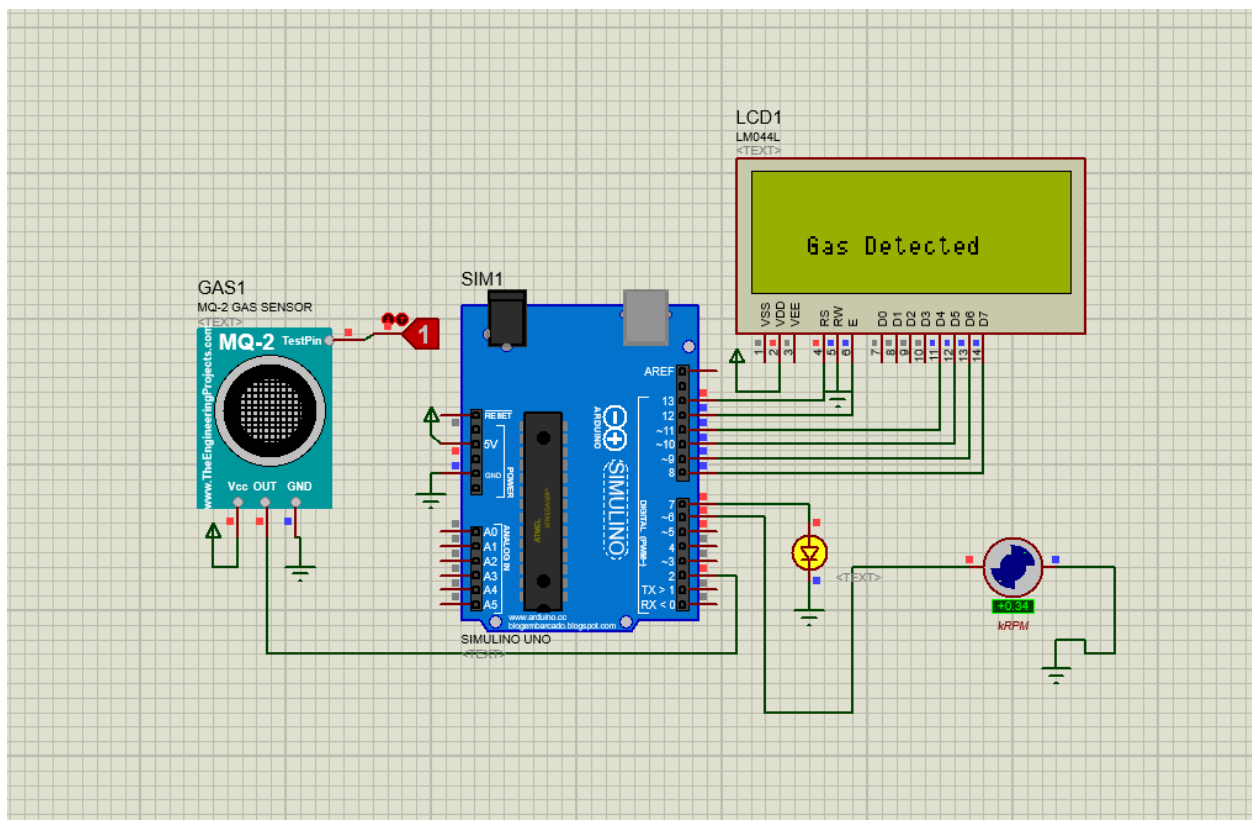 LCD1
LM044L
<TEXT>
Gas Detected
VSS
VDD
VEE
RS
RW
E
D0
D1
D2
D3
D4
D5
D6
D7
1
2
3
4
5
6
7
8
9
10
11
12
13
14
GAS1
MQ-2 GAS SENSOR
<TEXT>
MQ-2 TestPin
1
www.TheEngineeringProjects.com
Vcc OUT GND
SIM1
AREF
RESET
5V
GND
POWER
13
12
~11
~10
~9
8
7
~6
~5
4
~3
2
TX > 1
RX < 0
DIGITAL (PWM~)
ARDUINO
SIMULINO
ATMEL
A0
A1
A2
A3
A4
A5
ANALOG IN
www.arduino.cc
blogembarcado.blogspot.com
SIMULINO UNO
<TEXT>
<TEXT>
+0.34
kRPM